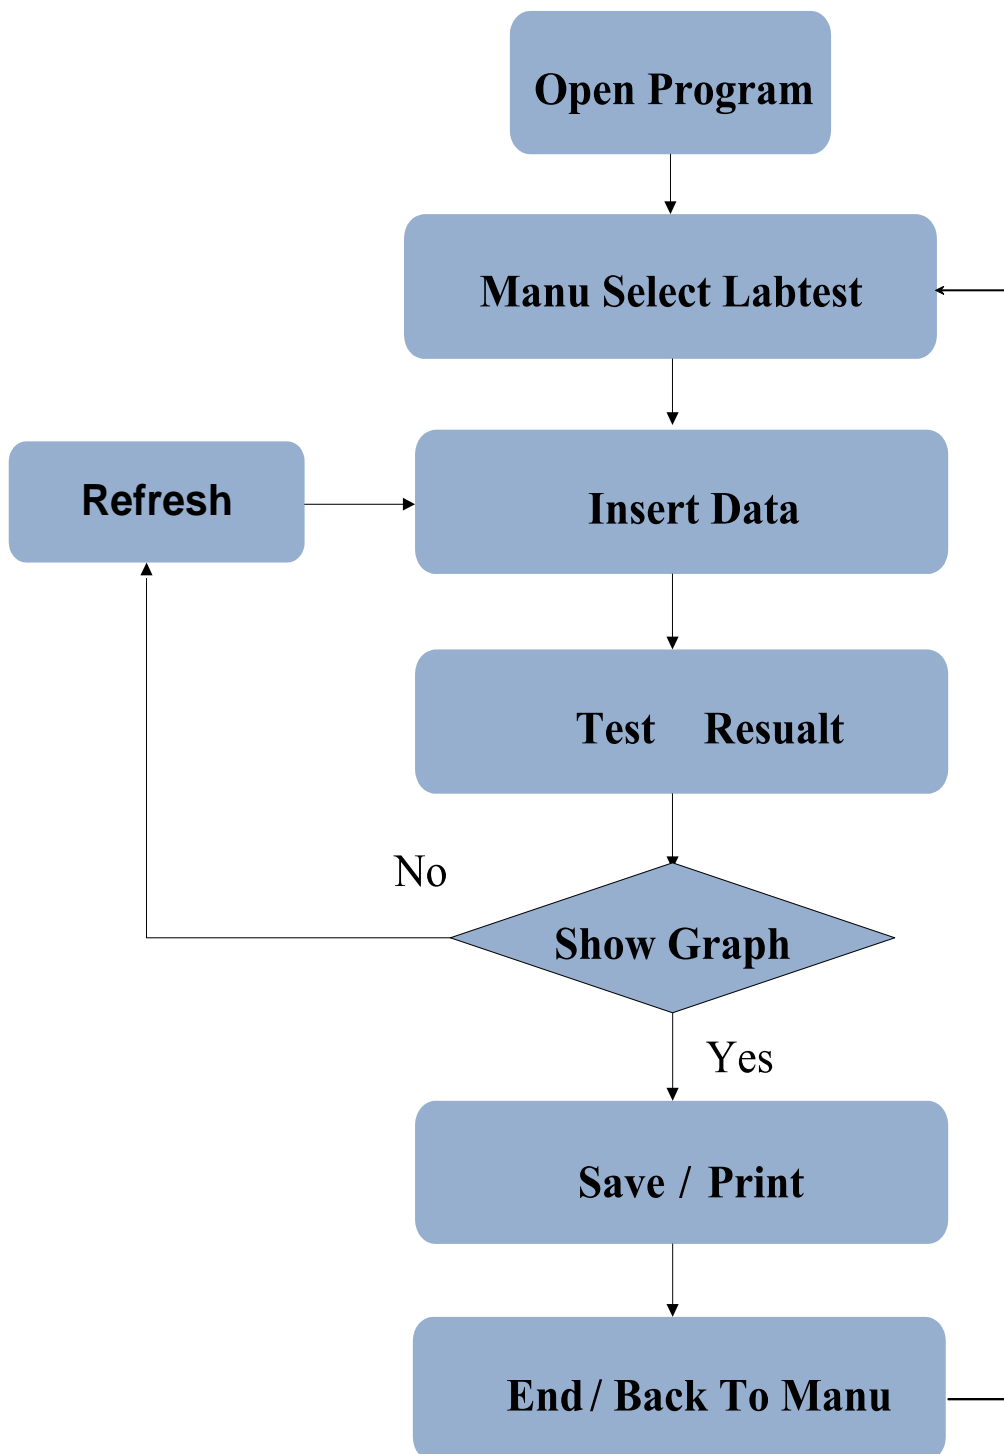 Open Program
Manu Select Labtest
Refresh
Insert Data
Test Resualt
No
Show Graph
Yes
Save / Print
End / Back To Manu